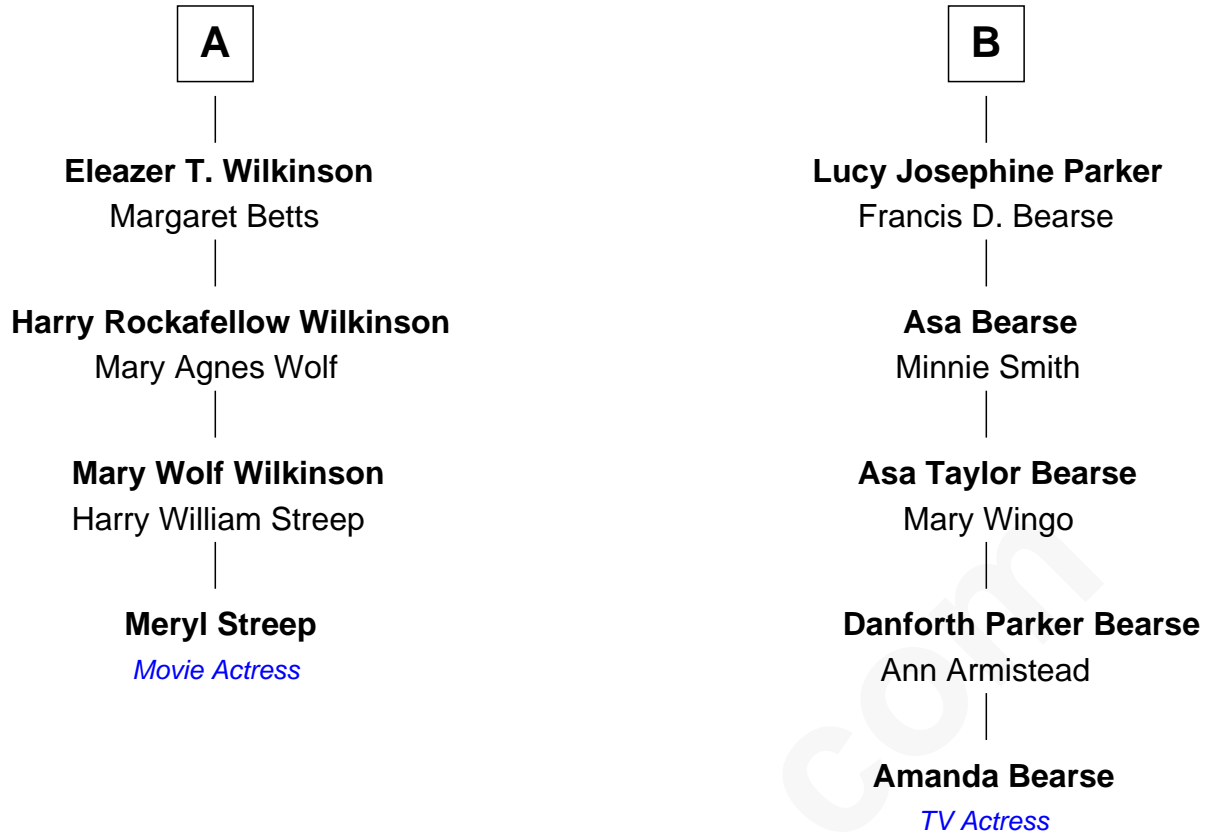 A
Eleazer T. Wilkinson
Margaret Betts
Harry Rockafellow Wilkinson
Mary Agnes Wolf
Mary Wolf Wilkinson
Harry William Streep
Meryl Streep
Movie Actress
B
Lucy Josephine Parker
Francis D. Bearse
Asa Bearse
Minnie Smith
Asa Taylor Bearse
Mary Wingo
Danforth Parker Bearse
Ann Armistead
Amanda Bearse
TV Actress
com